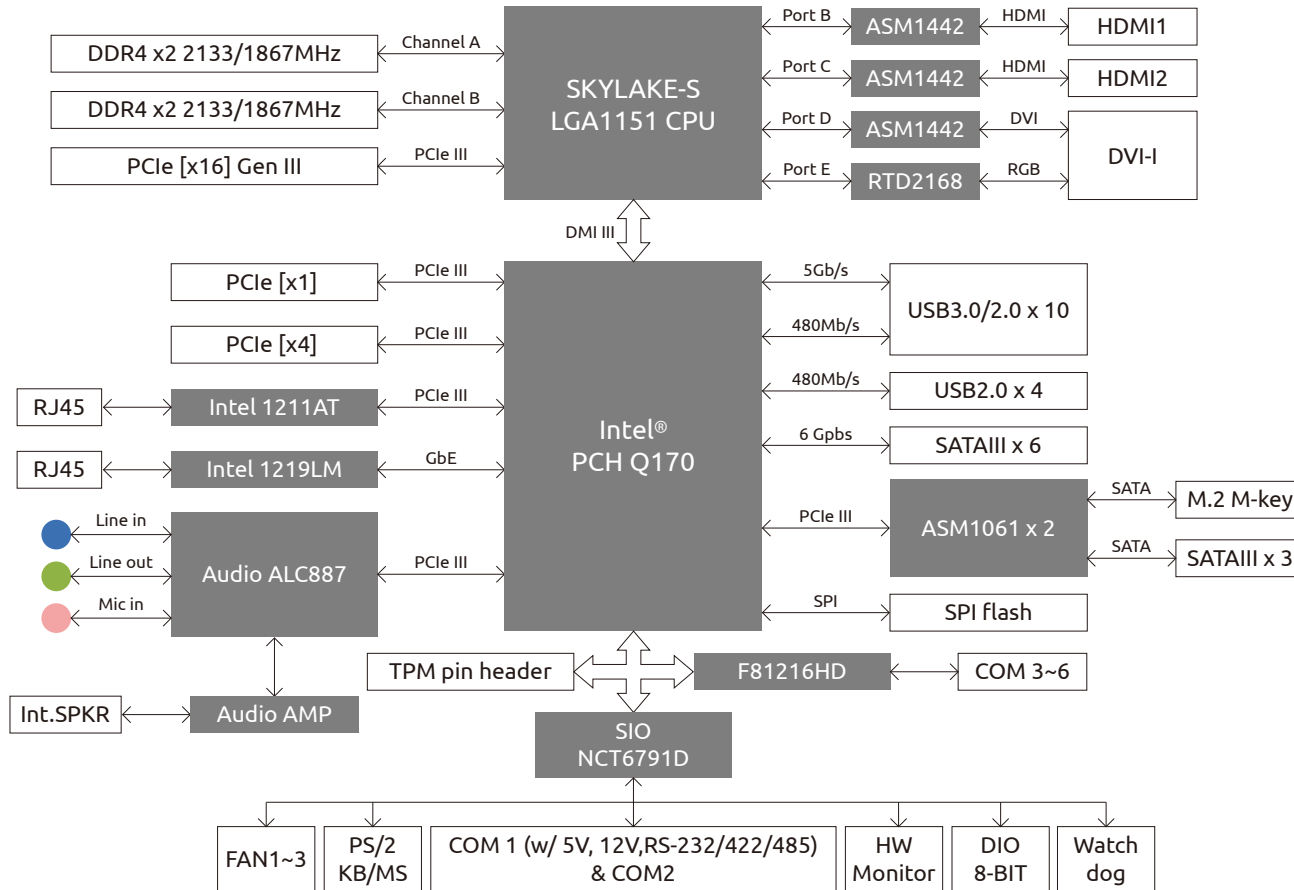 DDR4 x2 2133/1867MHz
Channel A
DDR4 x2 2133/1867MHz
Channel B
PCIe [x16] Gen III
PCIe III
SKYLAKE-S
LGA1151 CPU
Port B
ASM1442
HDMI
HDMI1
Port C
ASM1442
HDMI
HDMI2
Port D
ASM1442
DVI
DVI-I
Port E
RTD2168
RGB
DMI III
PCIe [x1]
PCIe III
PCIe [x4]
PCIe III
RJ45
Intel 1211AT
PCIe III
RJ45
Intel 1219LM
GbE
Line in
Line out
Mic in
Audio ALC887
PCIe III
Int.SPKR
Audio AMP
Intel®
PCH Q170
5Gb/s
480Mb/s
USB3.0/2.0 x 10
480Mb/s
USB2.0 x 4
6 Gpbs
SATAIII x 6
PCIe III
ASM1061 x 2
SATA
M.2 M-key
SATA
SATAIII x 3
SPI
SPI flash
TPM pin header
F81216HD
COM 3~6
SIO
NCT6791D
FAN1~3
PS/2
KB/MS
COM 1 (w/ 5V, 12V,RS-232/422/485)
& COM2
HW
Monitor
DIO
8-BIT
Watch
dog